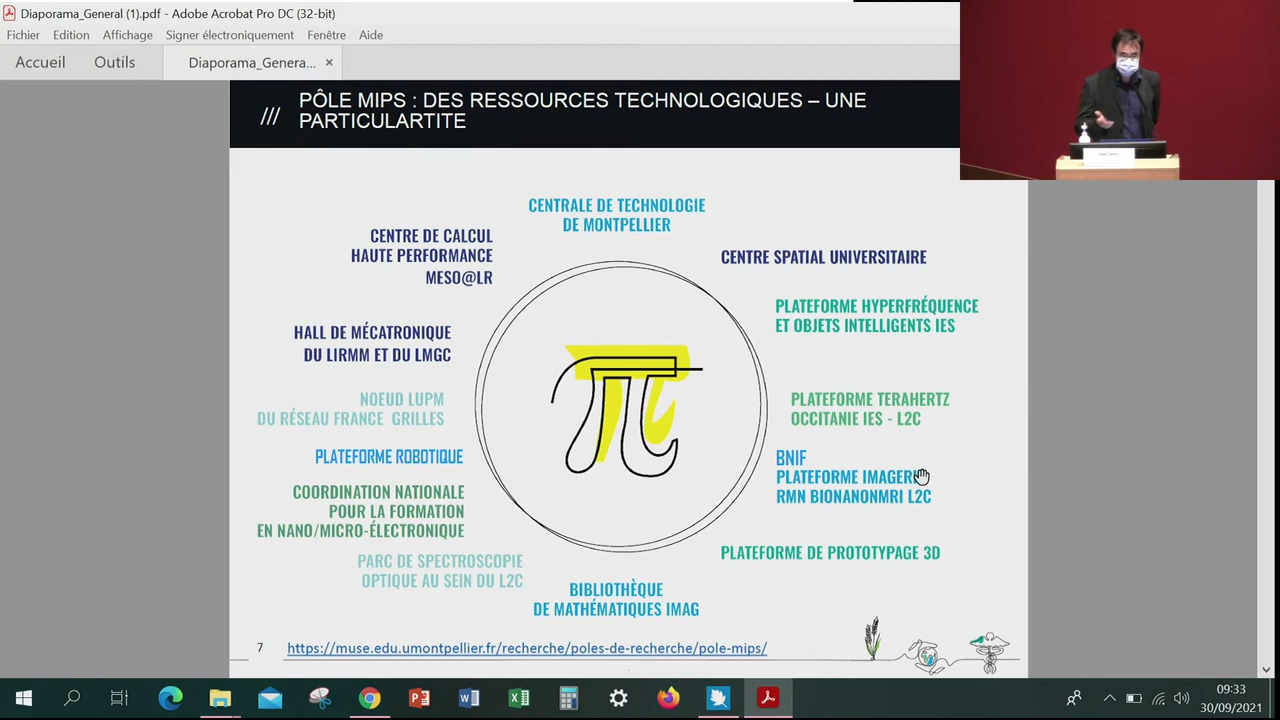 Diaporama_General (1).pdf - Adobe Acrobat Pro DC (32-bit)
Fichier Edition Affichage Signer électroniquement Fenêtre Aide
Accueil Outils Diaporama_Genera... ×
/// PÔLE MIPS : DES RESSOURCES TECHNOLOGIQUES – UNE
PARTICULARTITE
CENTRALE DE TECHNOLOGIE
DE MONTPELLIER
CENTRE DE CALCUL
HAUTE PERFORMANCE
MESO@LR
CENTRE SPATIAL UNIVERSITAIRE
PLATEFORME HYPERFRÉQUENCE
ET OBJETS INTELLIGENTS IES
HALL DE MÉCATRONIQUE
DU LIRMM ET DU LMGC
NOEUD LUPM
DU RÉSEAU FRANCE GRILLES
PLATEFORME TERAHERTZ
OCCITANIE IES - L2C
PLATEFORME ROBOTIQUE
BNIF
PLATEFORME IMAGERIE
RMN BIONANONMRI L2C
COORDINATION NATIONALE
POUR LA FORMATION
EN NANO/MICRO-ÉLECTRONIQUE
PLATEFORME DE PROTOTYPAGE 3D
PARC DE SPECTROSCOPIE
OPTIQUE AU SEIN DU L2C
BIBLIOTHÈQUE
DE MATHÉMATIQUES IMAG
7 https://muse.edu.umontpellier.fr/recherche/poles-de-recherche/pole-mips/
09:33
30/09/2021